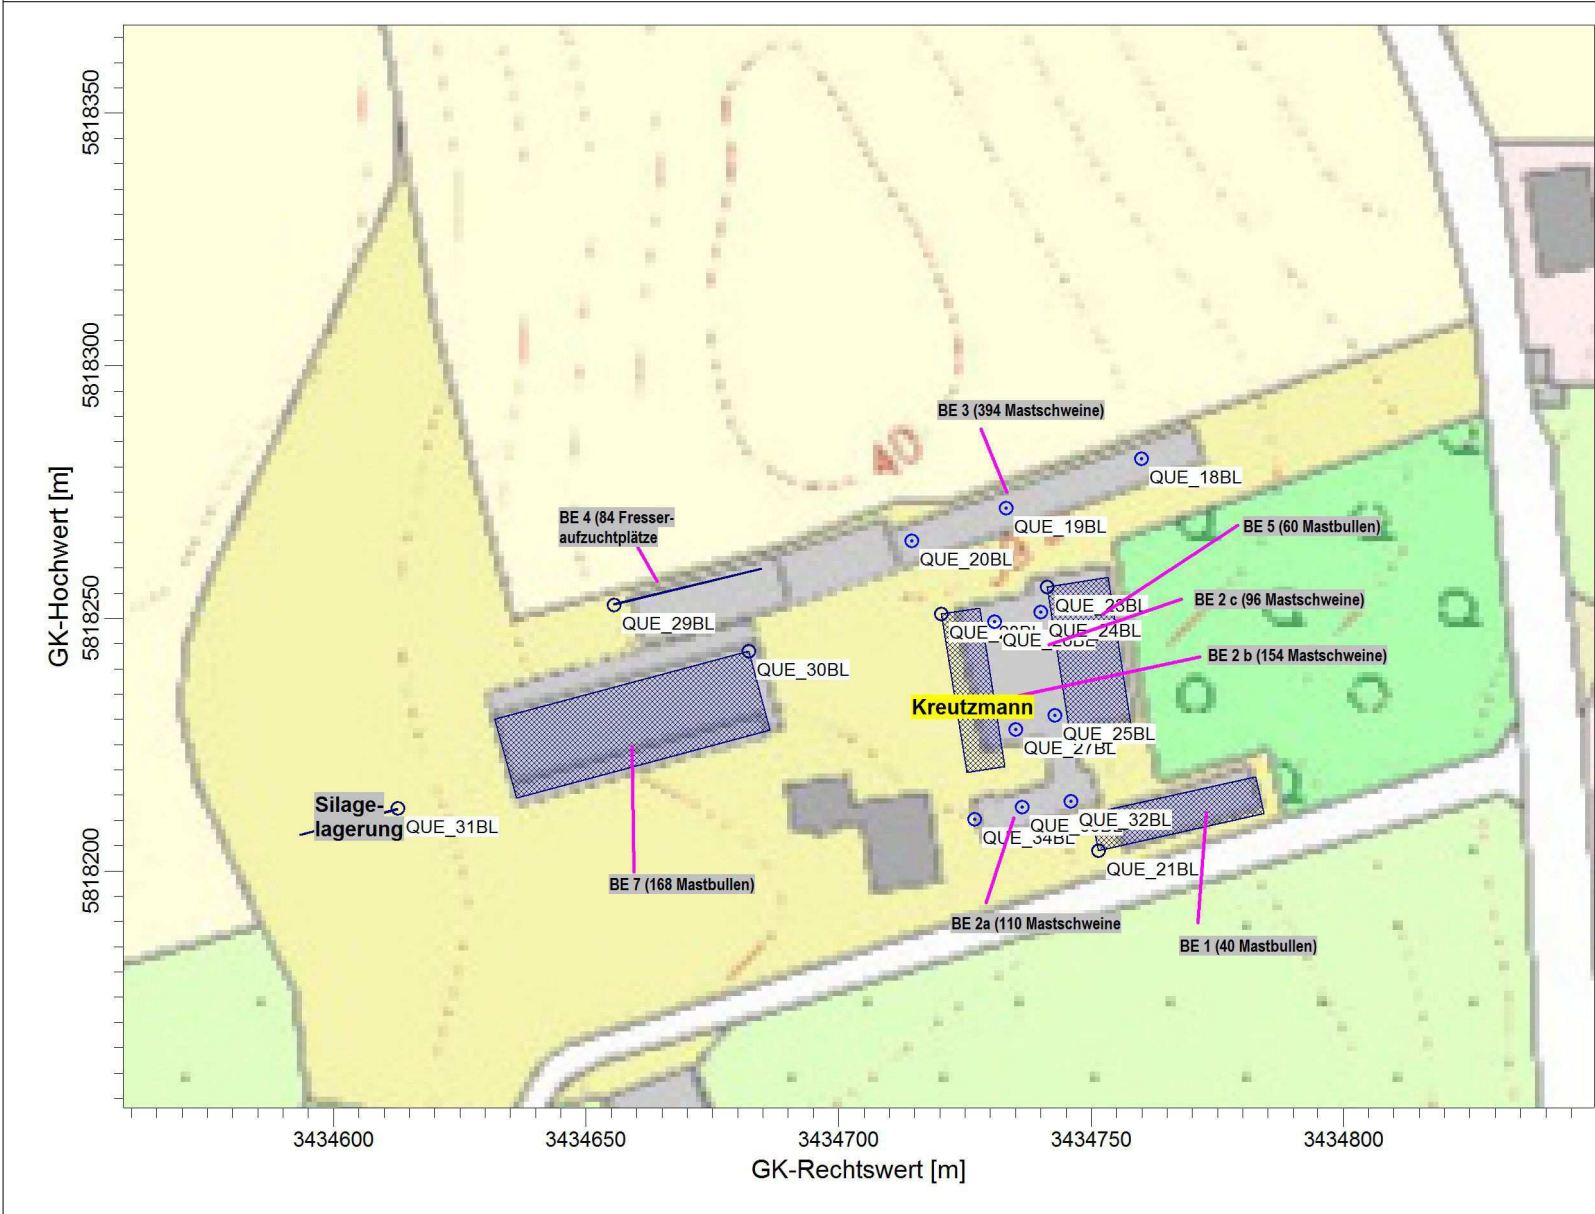 5818350
5818300
5818250
5818200
GK-Hochwert [m]
BE 3 (394 Mastschweine)
40
QUE_18BL
BE 4 (84 Fresser-
aufzuchtplätze
QUE_19BL
BE 5 (60 Mastbullen)
QUE_20BL
BE 2 c (96 Mastschweine)
QUE_29BL
QUE_24BL
QUE_30BL
BE 2 b (154 Mastschweine)
Kreutzmann
QUE_25BL
QUE_27BL
Silage-
lagerung
QUE_31BL
QUE_32BL
QUE_34BL
QUE_21BL
BE 7 (168 Mastbullen)
BE 2a (110 Mastschweine
BE 1 (40 Mastbullen)
3434600
3434650
3434700
3434750
3434800
GK-Rechtswert [m]